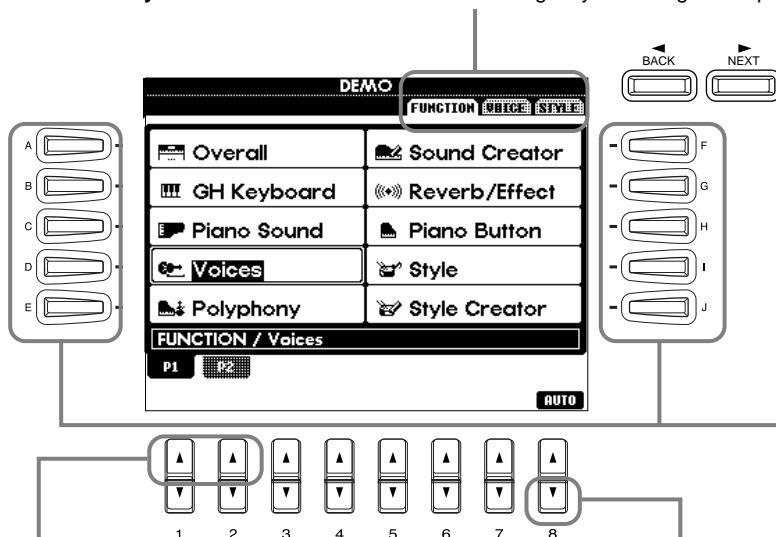 DEMO
FUNCTION VOICE STYLE
BACK NEXT
A
B
C
D
E
Overall
GH Keyboard
Piano Sound
Voices
Polyphony
Sound Creator
Reverb/Effect
Piano Button
Style
Style Creator
F
G
H
I
J
FUNCTION / Voices
P1 P2
AUTO
1 2 3 4 5 6 7 8